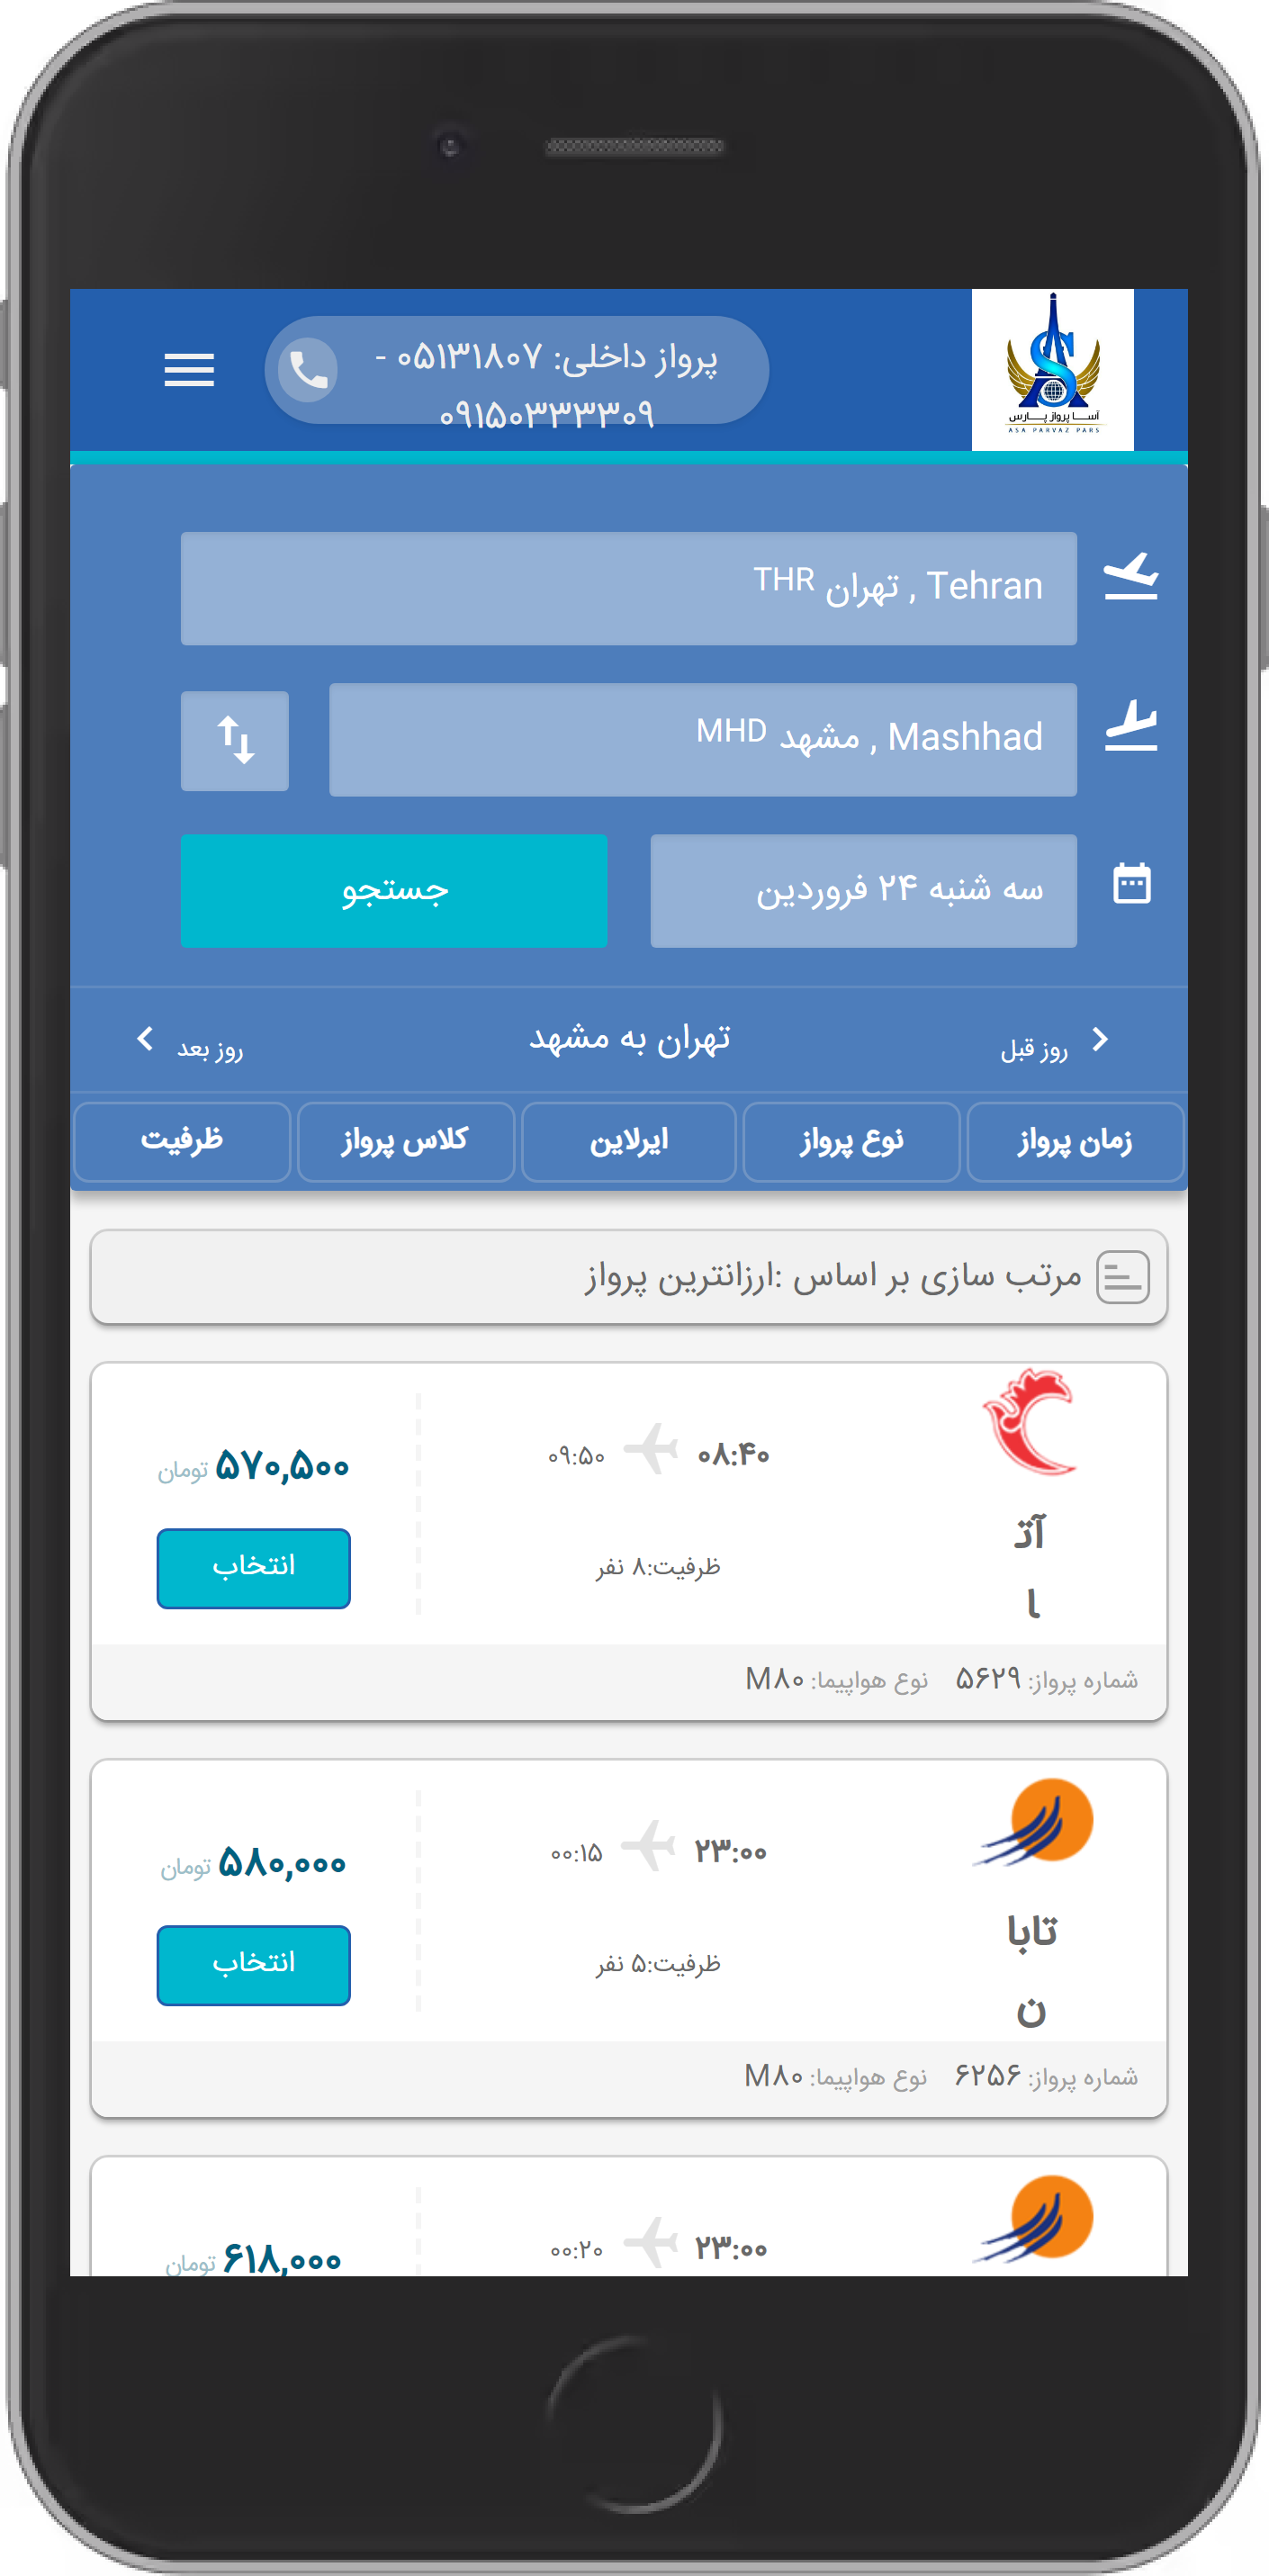 آسا پرواز پارس
ASA PARVAZ PARS
پرواز داخلی: ۰۵۱۳۱۸۰۷ -
۰۹۱۵۰۳۳۳۳۰۹
Tehran , تهران THR
Mashhad , مشهد MHD
سه شنبه ۲۴ فروردین
جستجو
روز قبل
تهران به مشهد
روز بعد
زمان پرواز
نوع پرواز
ایرلاین
کلاس پرواز
ظرفیت
مرتب سازی بر اساس :ارزانترین پرواز
آت
ا
۰۸:۴۰
۰۹:۵۰
ظرفیت:۸ نفر
۵۷۰,۵۰۰ تومان
انتخاب
شماره پرواز: ۵۶۲۹ نوع هواپیما: M۸۰
تابا
ن
۲۳:۰۰
۰۰:۱۵
ظرفیت:۵ نفر
۵۸۰,۰۰۰ تومان
انتخاب
شماره پرواز: ۶۲۵۶ نوع هواپیما: M۸۰
۲۳:۰۰
۰۰:۲۰
۶۱۸,۰۰۰ تومان